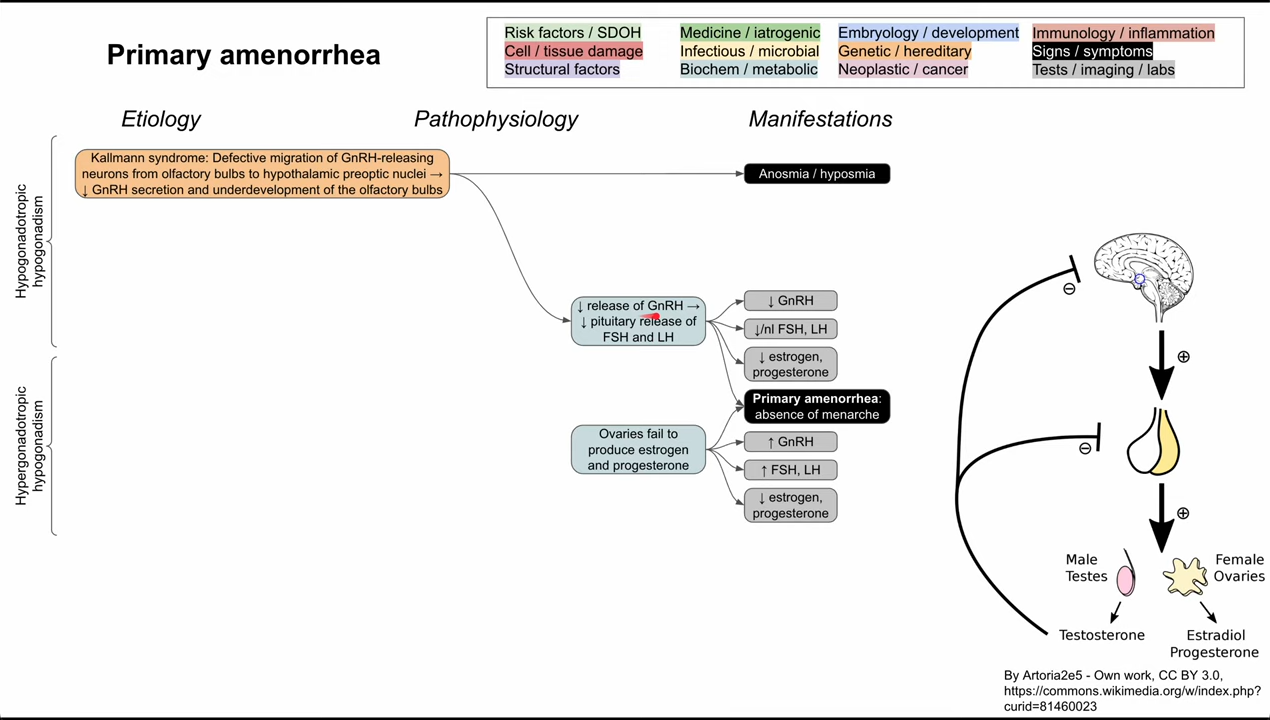 Primary amenorrhea
Risk factors / SDOH
Cell / tissue damage
Structural factors
Medicine / iatrogenic
Infectious / microbial
Biochem / metabolic
Embryology / development
Genetic / hereditary
Neoplastic / cancer
Immunology / inflammation
Signs / symptoms
Tests / imaging / labs
Etiology
Pathophysiology
Manifestations
Hypogonadotropic
hypogonadism
Kallmann syndrome: Defective migration of GnRH-releasing
neurons from olfactory bulbs to hypothalamic preoptic nuclei →
↓ GnRH secretion and underdevelopment of the olfactory bulbs
Anosmia / hyposmia
↓ release of GnRH →
↓ pituitary release of
FSH and LH
↓ GnRH
↓/nl FSH, LH
↓ estrogen,
progesterone
Primary amenorrhea:
absence of menarche
Hypergonadotropic
hypogonadism
Ovaries fail to
produce estrogen
and progesterone
↑ GnRH
↑ FSH, LH
↓ estrogen,
progesterone
⊖
⊕
⊖
⊕
Male
Testes
Female
Ovaries
Testosterone
Estradiol
Progesterone
By Artoria2e5 - Own work, CC BY 3.0,
https://commons.wikimedia.org/w/index.php?
curid=81460023